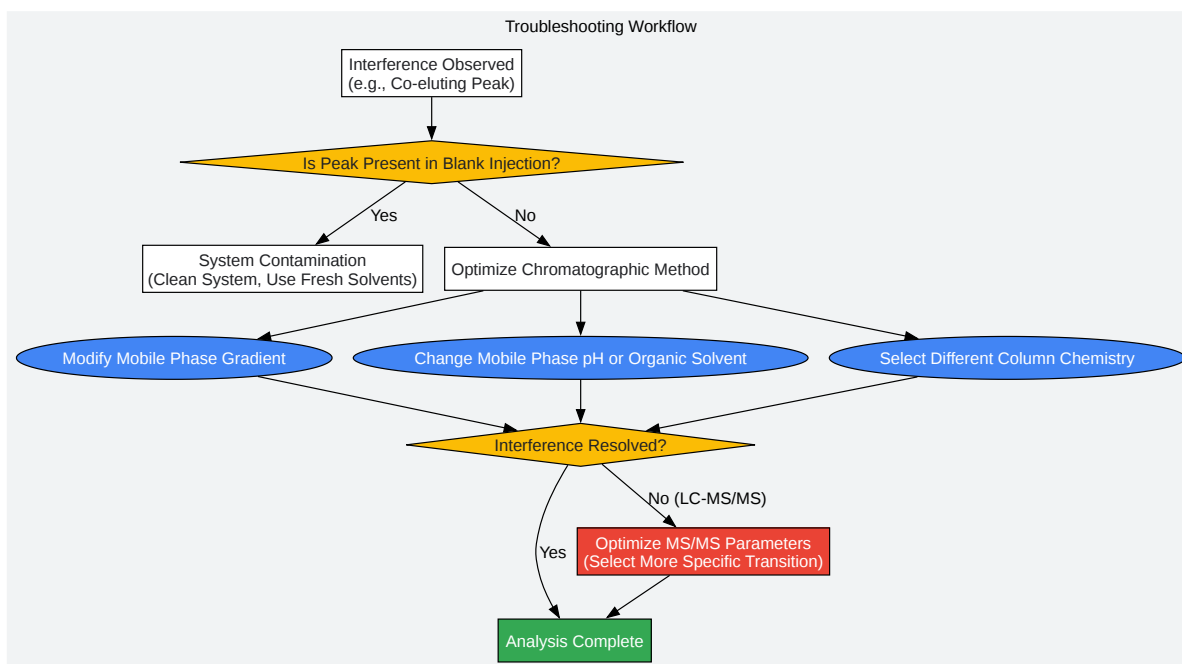 Troubleshooting Workflow
Interference Observed
(e.g., Co-eluting Peak)
Is Peak Present in Blank Injection?
Yes
No
System Contamination
(Clean System, Use Fresh Solvents)
Optimize Chromatographic Method
Modify Mobile Phase Gradient
Change Mobile Phase pH or Organic Solvent
Select Different Column Chemistry
Interference Resolved?
No (LC-MS/MS)
Yes
Optimize MS/MS Parameters
(Select More Specific Transition)
Analysis Complete